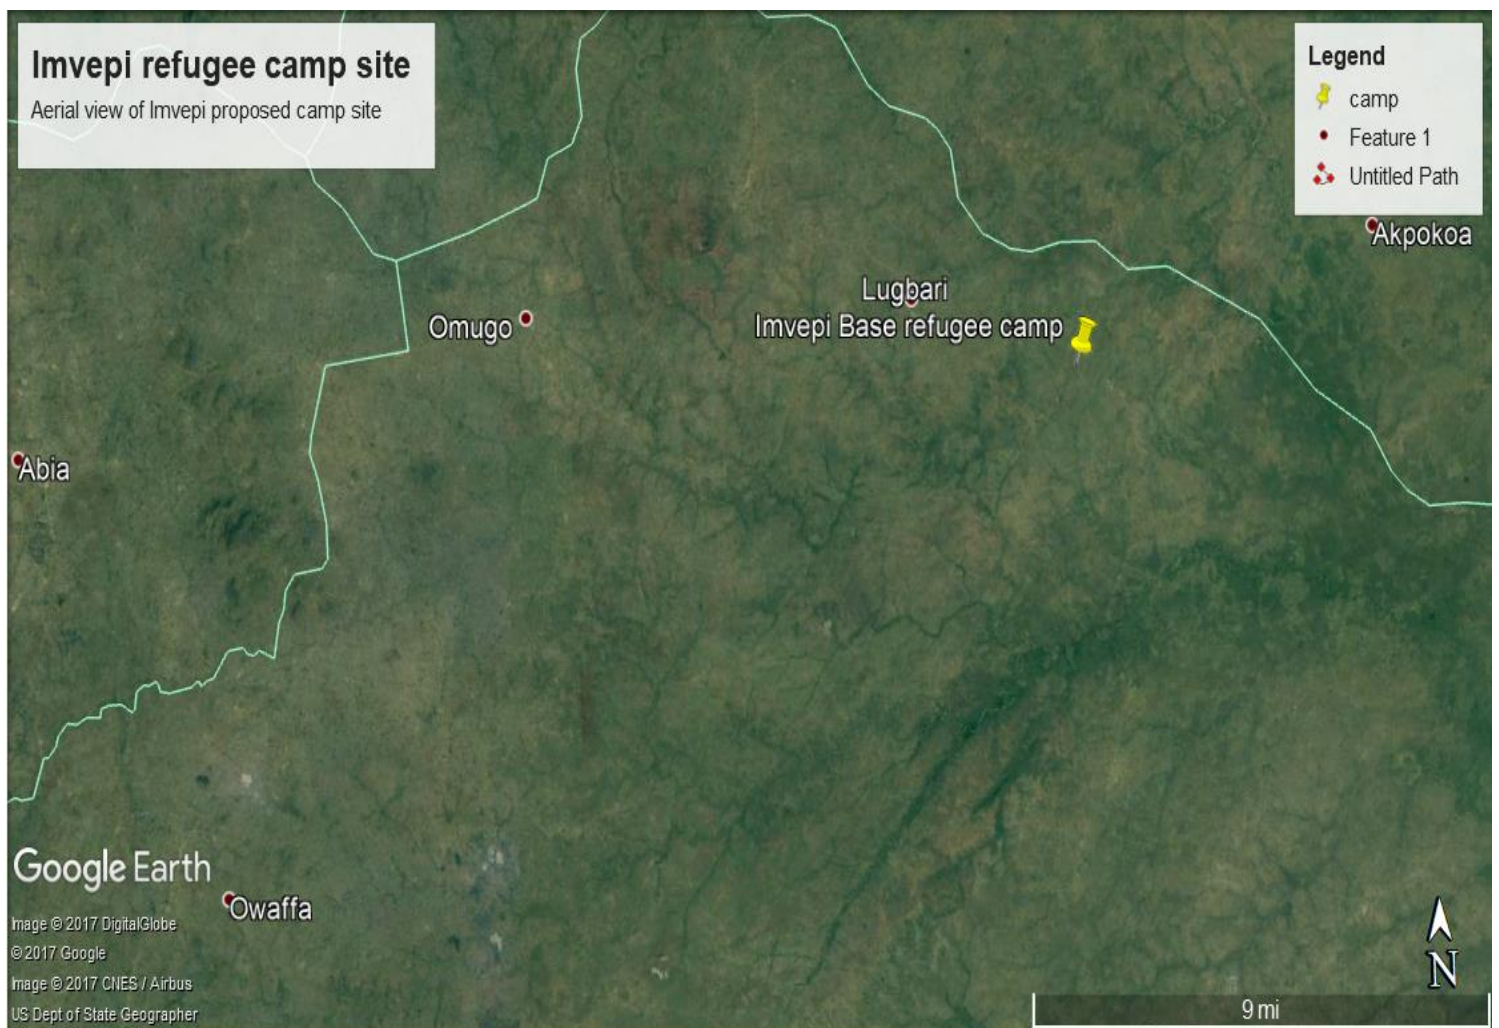 Imvepi refugee camp site
Aerial view of Imvepi proposed camp site
Legend
camp
Feature 1
Untitled Path
Akpokoa
Lugbari
Omugo
Imvepi Base refugee camp
Abia
Google Earth
Owaffa
Image © 2017 DigitalGlobe
© 2017 Google
Image © 2017 CNES / Airbus
US Dept of State Geographer
N
9 mi